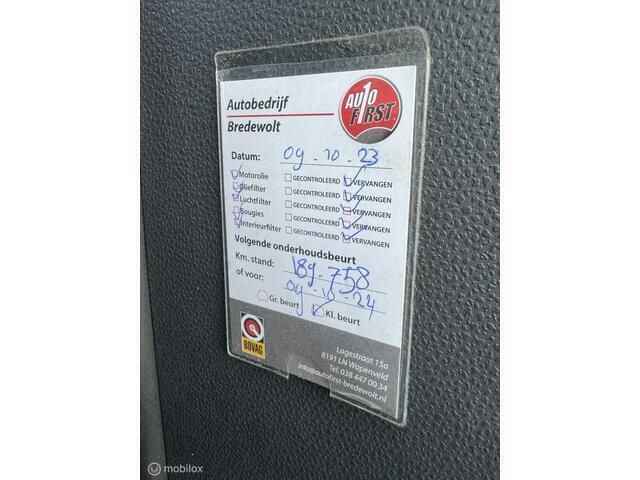 Autobedrijf
Bredewolt
AUTO
FIRST
Datum: 09-10-23
Motorolie GECONTROLEERD VERVANGEN
Oliefilter GECONTROLEERD VERVANGEN
Luchtfilter GECONTROLEERD VERVANGEN
Bougies GECONTROLEERD VERVANGEN
Interieurfilter GECONTROLEERD VERVANGEN
Volgende onderhoudsbeurt
Km. stand: 189.758
of voor: 09-10-24
Gr. beurt Kl. beurt
BOVAG
Lagestraat 15a
8191 LN Wapenveld
Tel. 038 447 00 34
info@autofirst-bredewolt.nl
mobilox